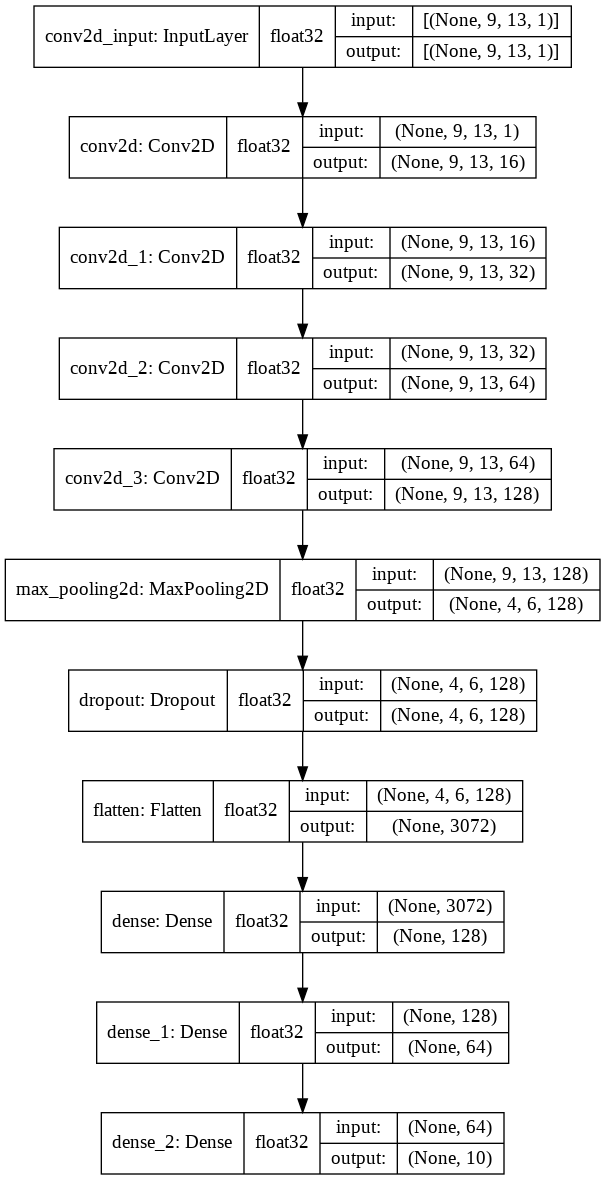 conv2d_input: InputLayer float32 input: [(None, 9, 13, 1)]
output: [(None, 9, 13, 1)]
conv2d: Conv2D float32 input: (None, 9, 13, 1)
output: (None, 9, 13, 16)
conv2d_1: Conv2D float32 input: (None, 9, 13, 16)
output: (None, 9, 13, 32)
conv2d_2: Conv2D float32 input: (None, 9, 13, 32)
output: (None, 9, 13, 64)
conv2d_3: Conv2D float32 input: (None, 9, 13, 64)
output: (None, 9, 13, 128)
max_pooling2d: MaxPooling2D float32 input: (None, 9, 13, 128)
output: (None, 4, 6, 128)
dropout: Dropout float32 input: (None, 4, 6, 128)
output: (None, 4, 6, 128)
flatten: Flatten float32 input: (None, 4, 6, 128)
output: (None, 3072)
dense: Dense float32 input: (None, 3072)
output: (None, 128)
dense_1: Dense float32 input: (None, 128)
output: (None, 64)
dense_2: Dense float32 input: (None, 64)
output: (None, 10)